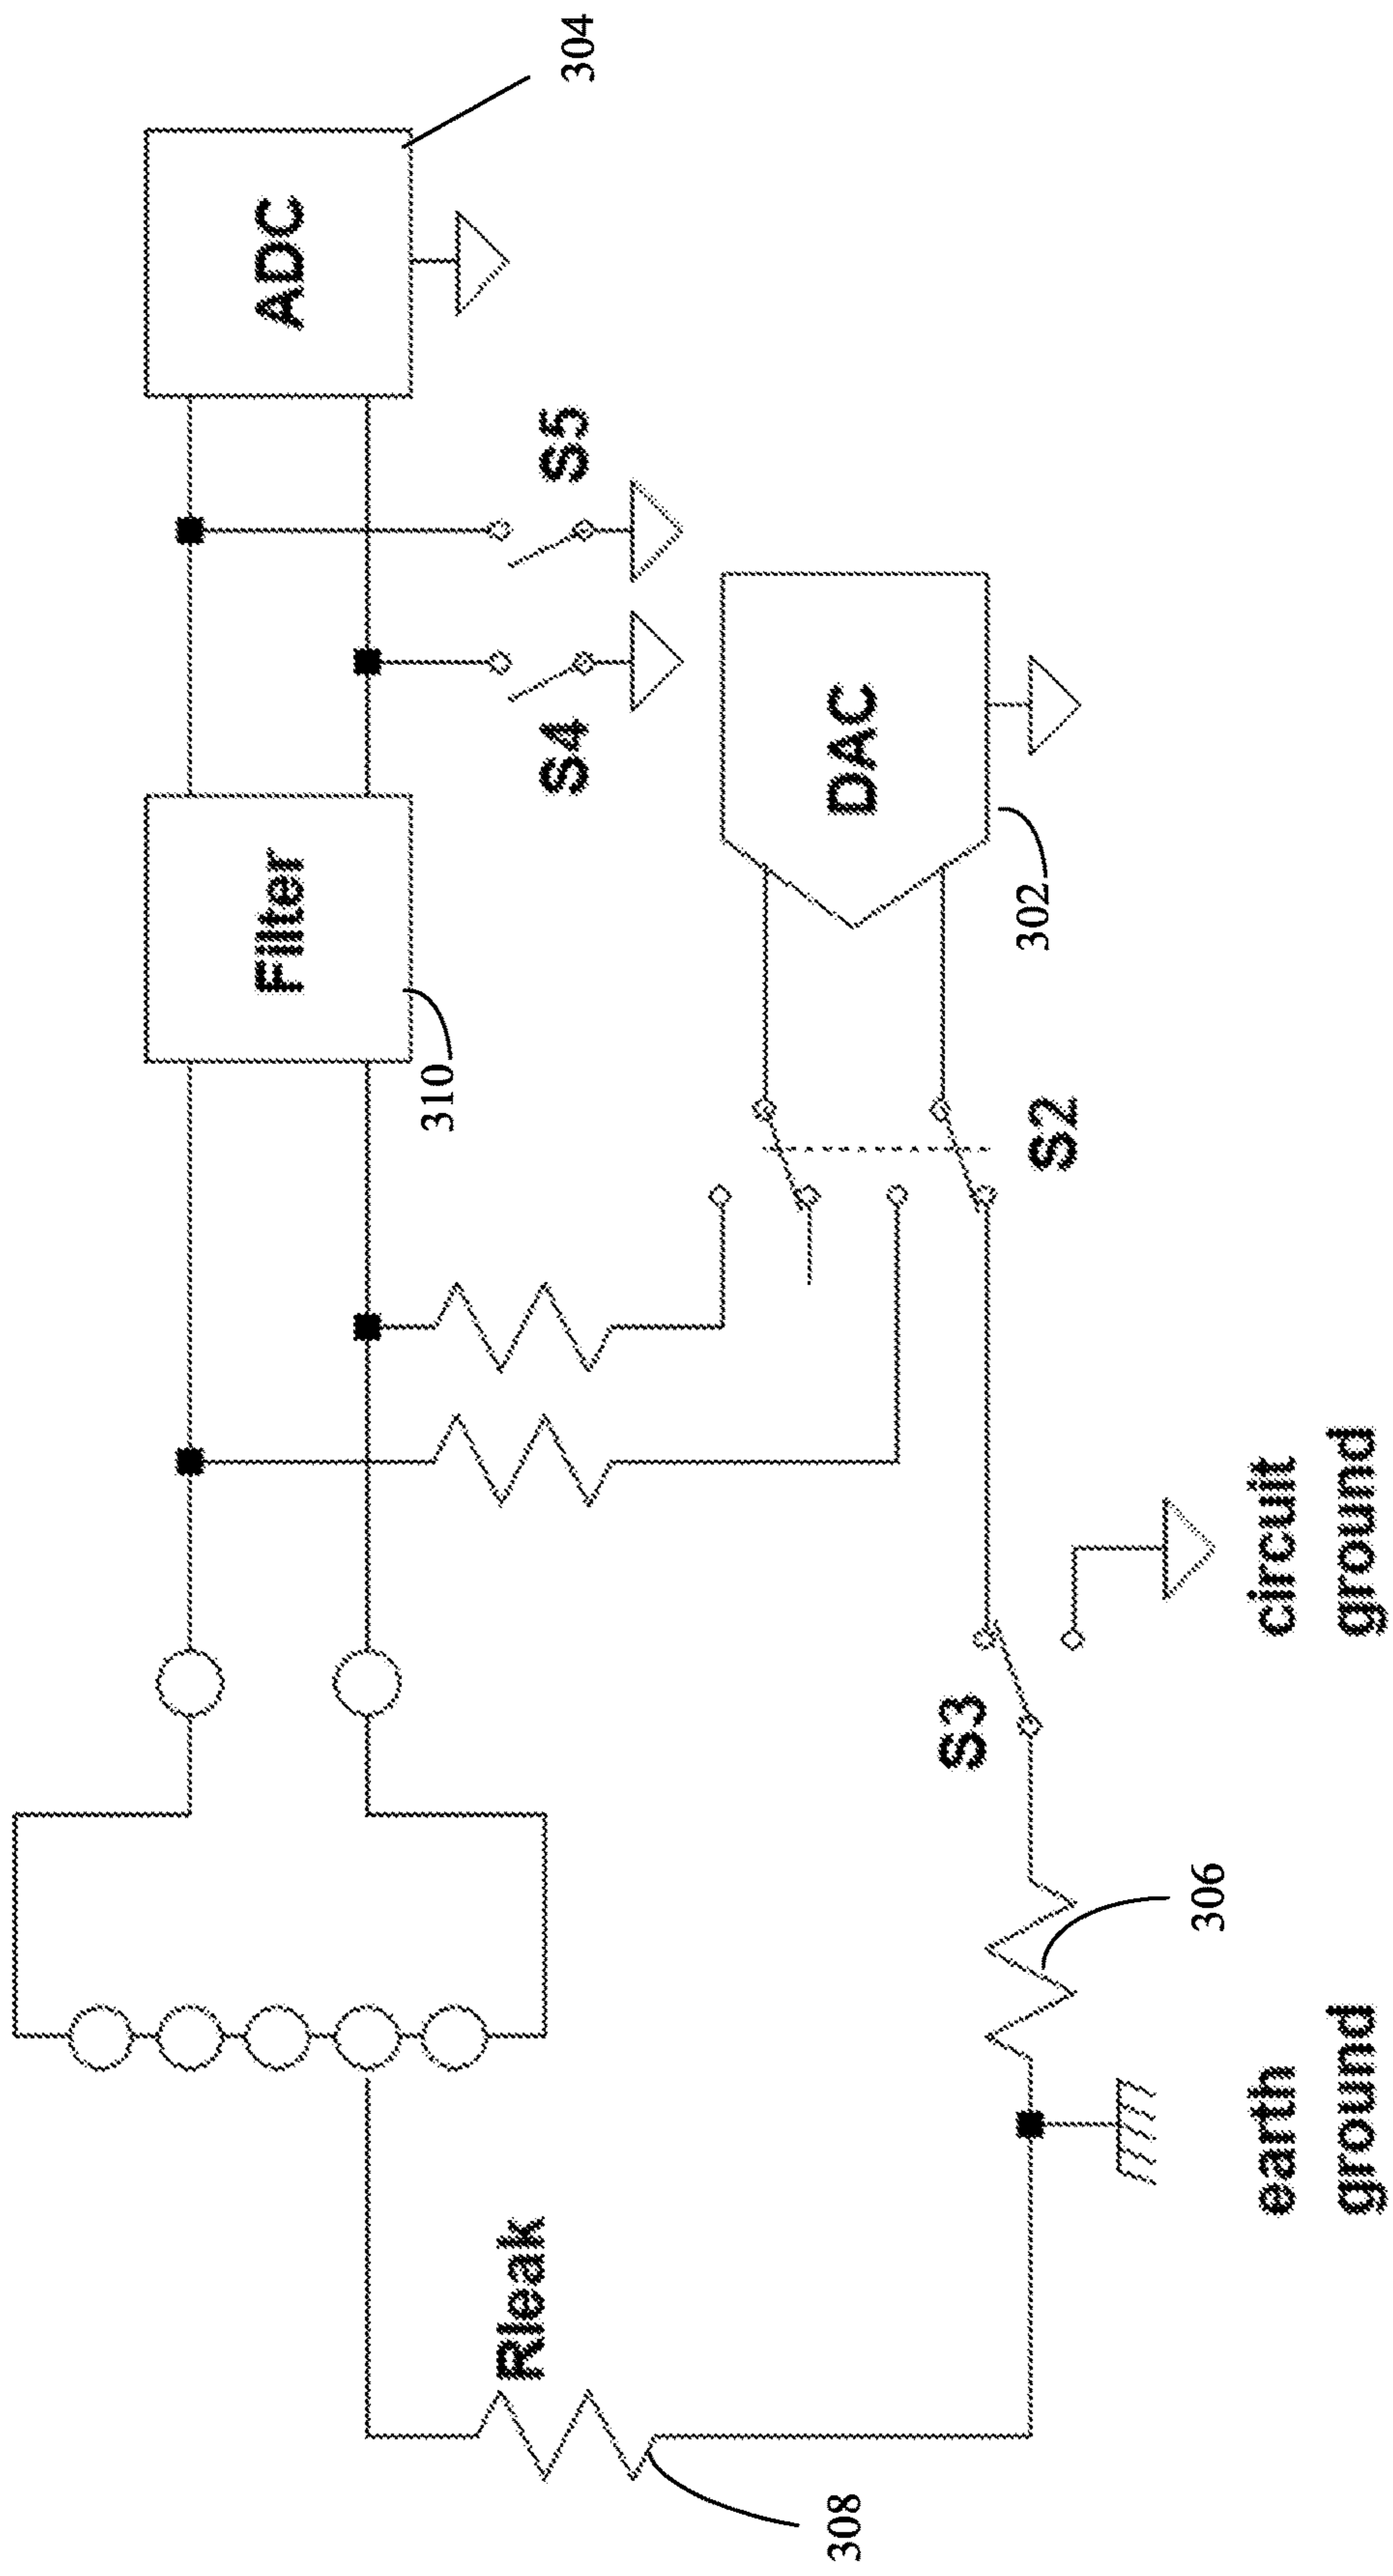 304
ADC
S5
S4
Filter
310
DAC
302
S2
S3
circuit
ground
306
earth
ground
Rleak
308